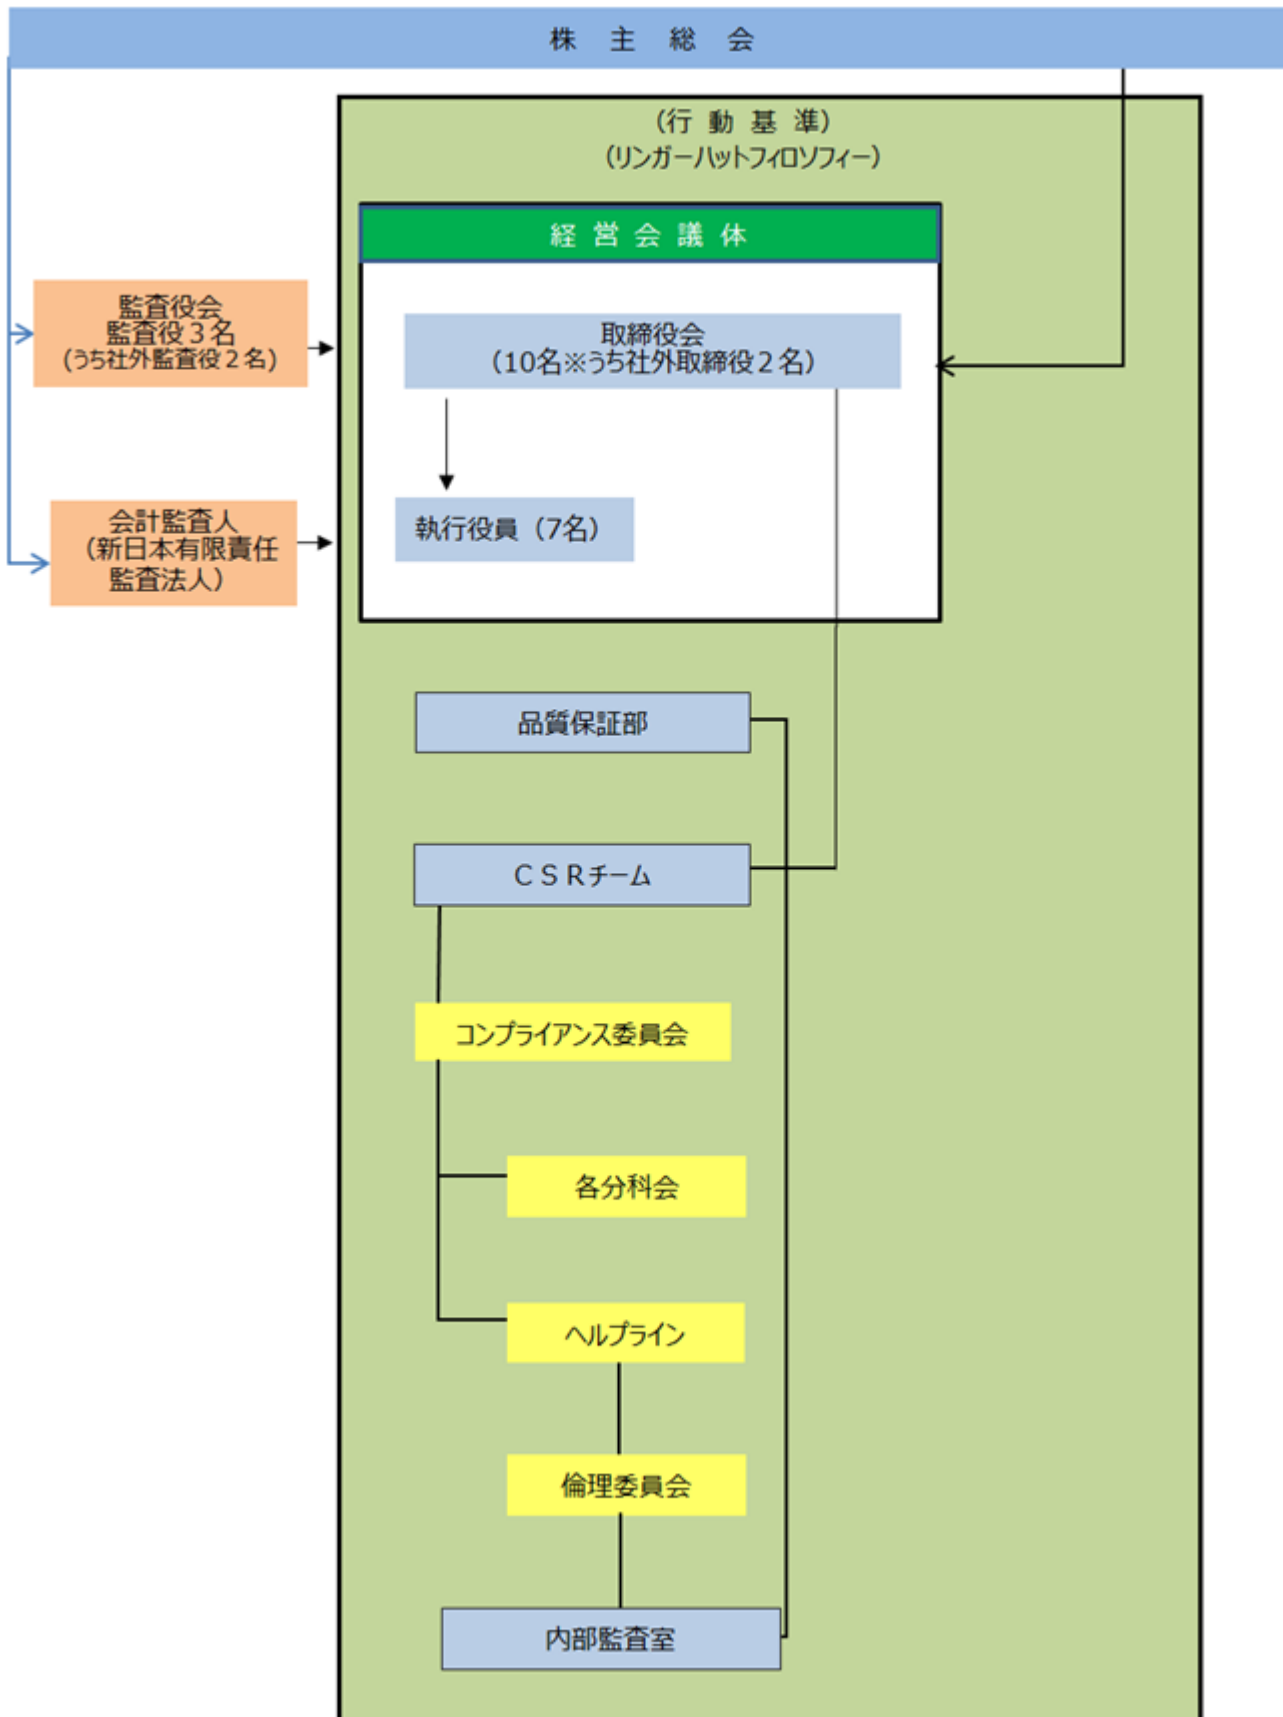 株 主 総 会
(行 動 基 準)
(リンガーハットフィロソフィー)
経 営 会 議 体
監査役会
監査役３名
(うち社外監査役２名)
取締役会
(10名※うち社外取締役２名)
会計監査人
(新日本有限責任
監査法人)
執行役員 (7名)
品質保証部
ＣＳＲチーム
コンプライアンス委員会
各分科会
ヘルプライン
倫理委員会
内部監査室